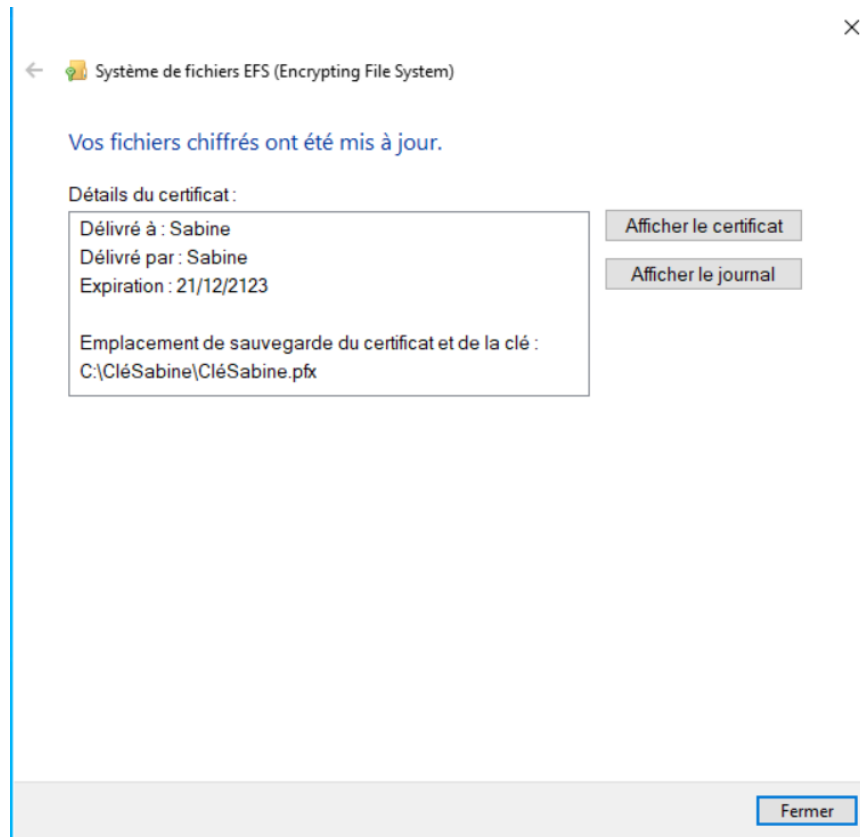 Système de fichiers EFS (Encrypting File System)
Vos fichiers chiffrés ont été mis à jour.
Détails du certificat :
Délivré à : Sabine
Délivré par : Sabine
Expiration : 21/12/2123
Emplacement de sauvegarde du certificat et de la clé :
C:\CléSabine\CléSabine.pfx
Afficher le certificat
Afficher le journal
Fermer